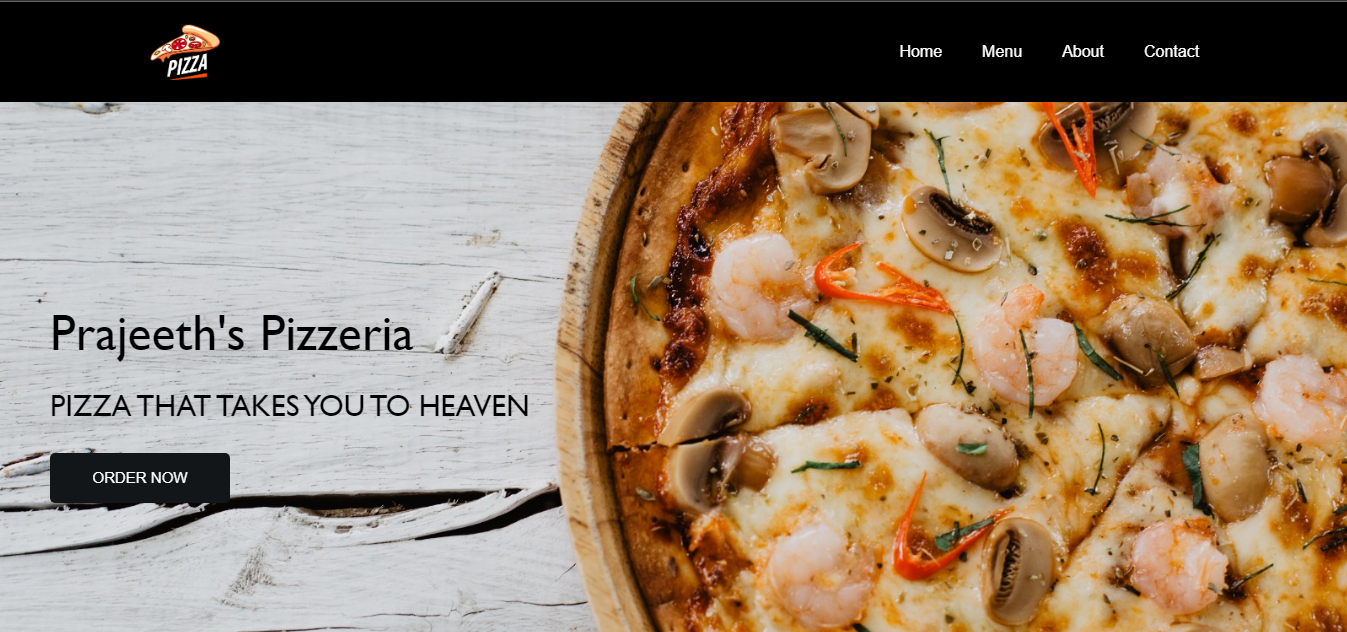 PIZZA
Home Menu About Contact
Prajeeth's Pizzeria
PIZZA THAT TAKES YOU TO HEAVEN
ORDER NOW